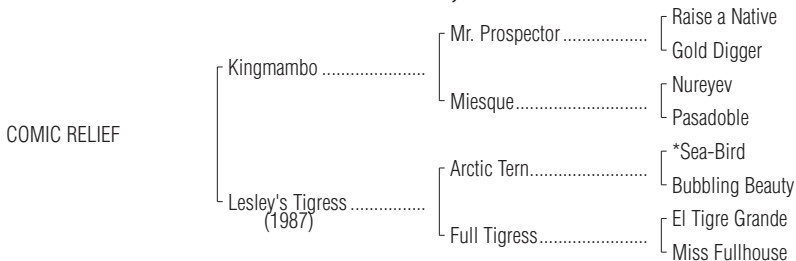 Raise a Native
Mr. Prospector......................
Gold Digger
Kingmambo ......................
Nureyev
Miesque............................
Pasadoble
COMIC RELIEF
*Sea-Bird
Arctic Tern.........................
Bubbling Beauty
Lesley's Tigress ................
(1987)
El Tigre Grande
Full Tigress.......................
Miss Fullhouse